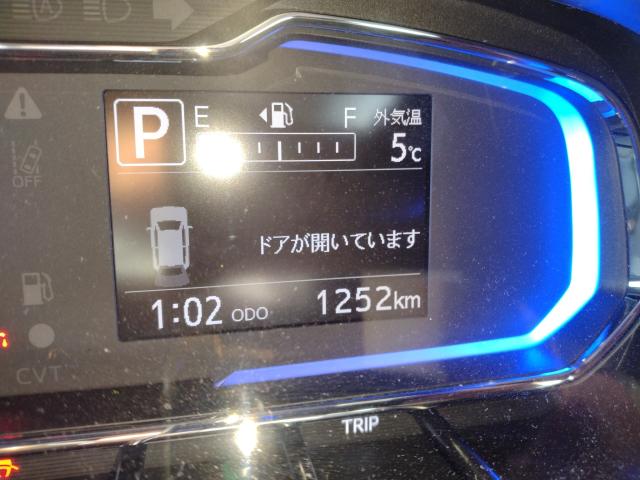 A
P E F 外気温
5℃
OFF
ドアが開いています
1:02 ODO 1252km
CVT
TRIP